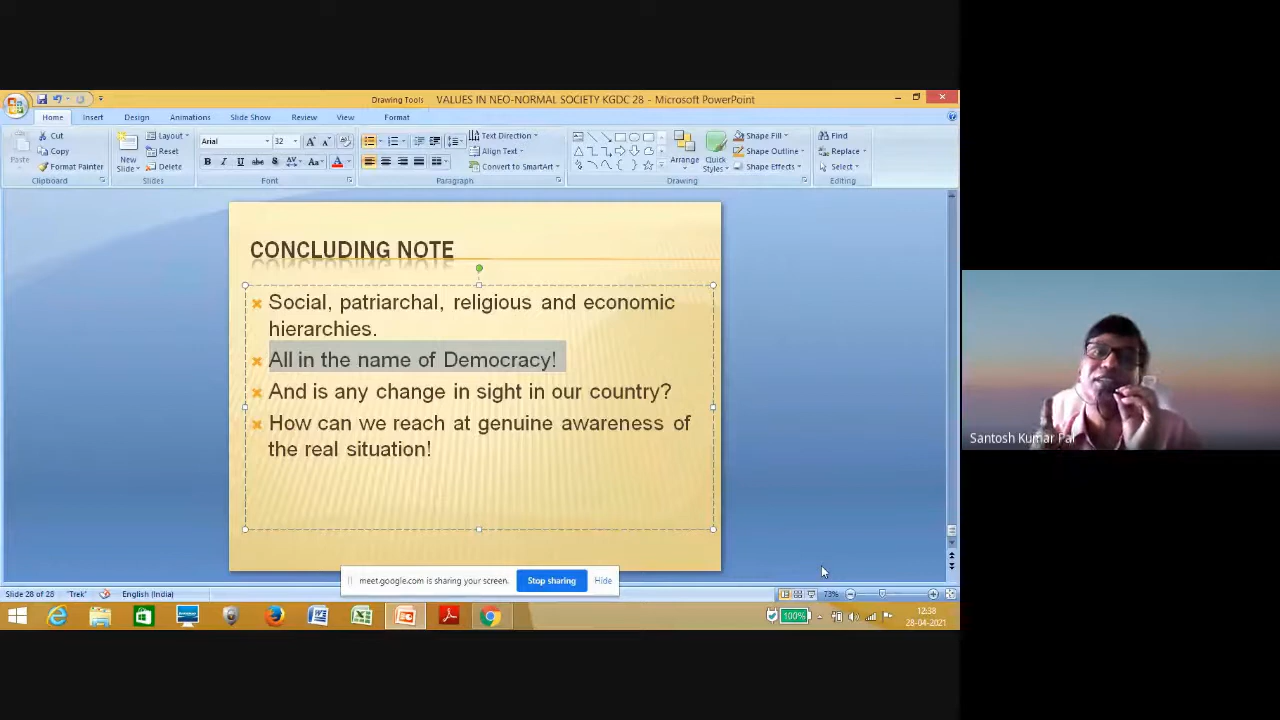 Drawing Tools VALUES IN NEO-NORMAL SOCIETY KGDC 28 - Microsoft PowerPoint
Home Insert Design Animations Slide Show Review View Format
Paste Cut Copy Format Painter
Clipboard
New Slide Layout Reset Delete
Slides
Arial 32
B I U abc S AV Aa A
Font
Text Direction Align Text Convert to SmartArt
Paragraph
Arrange Quick Styles Shape Fill Shape Outline Shape Effects
Drawing
Find Replace Select
Editing
CONCLUDING NOTE
Social, patriarchal, religious and economic
hierarchies.
All in the name of Democracy!
And is any change in sight in our country?
How can we reach at genuine awareness of
the real situation!
Santosh Kumar Pal
meet.google.com is sharing your screen. Stop sharing Hide
Slide 28 of 28 'Trek' English (India) 73%
100% 12:38
28-04-2021